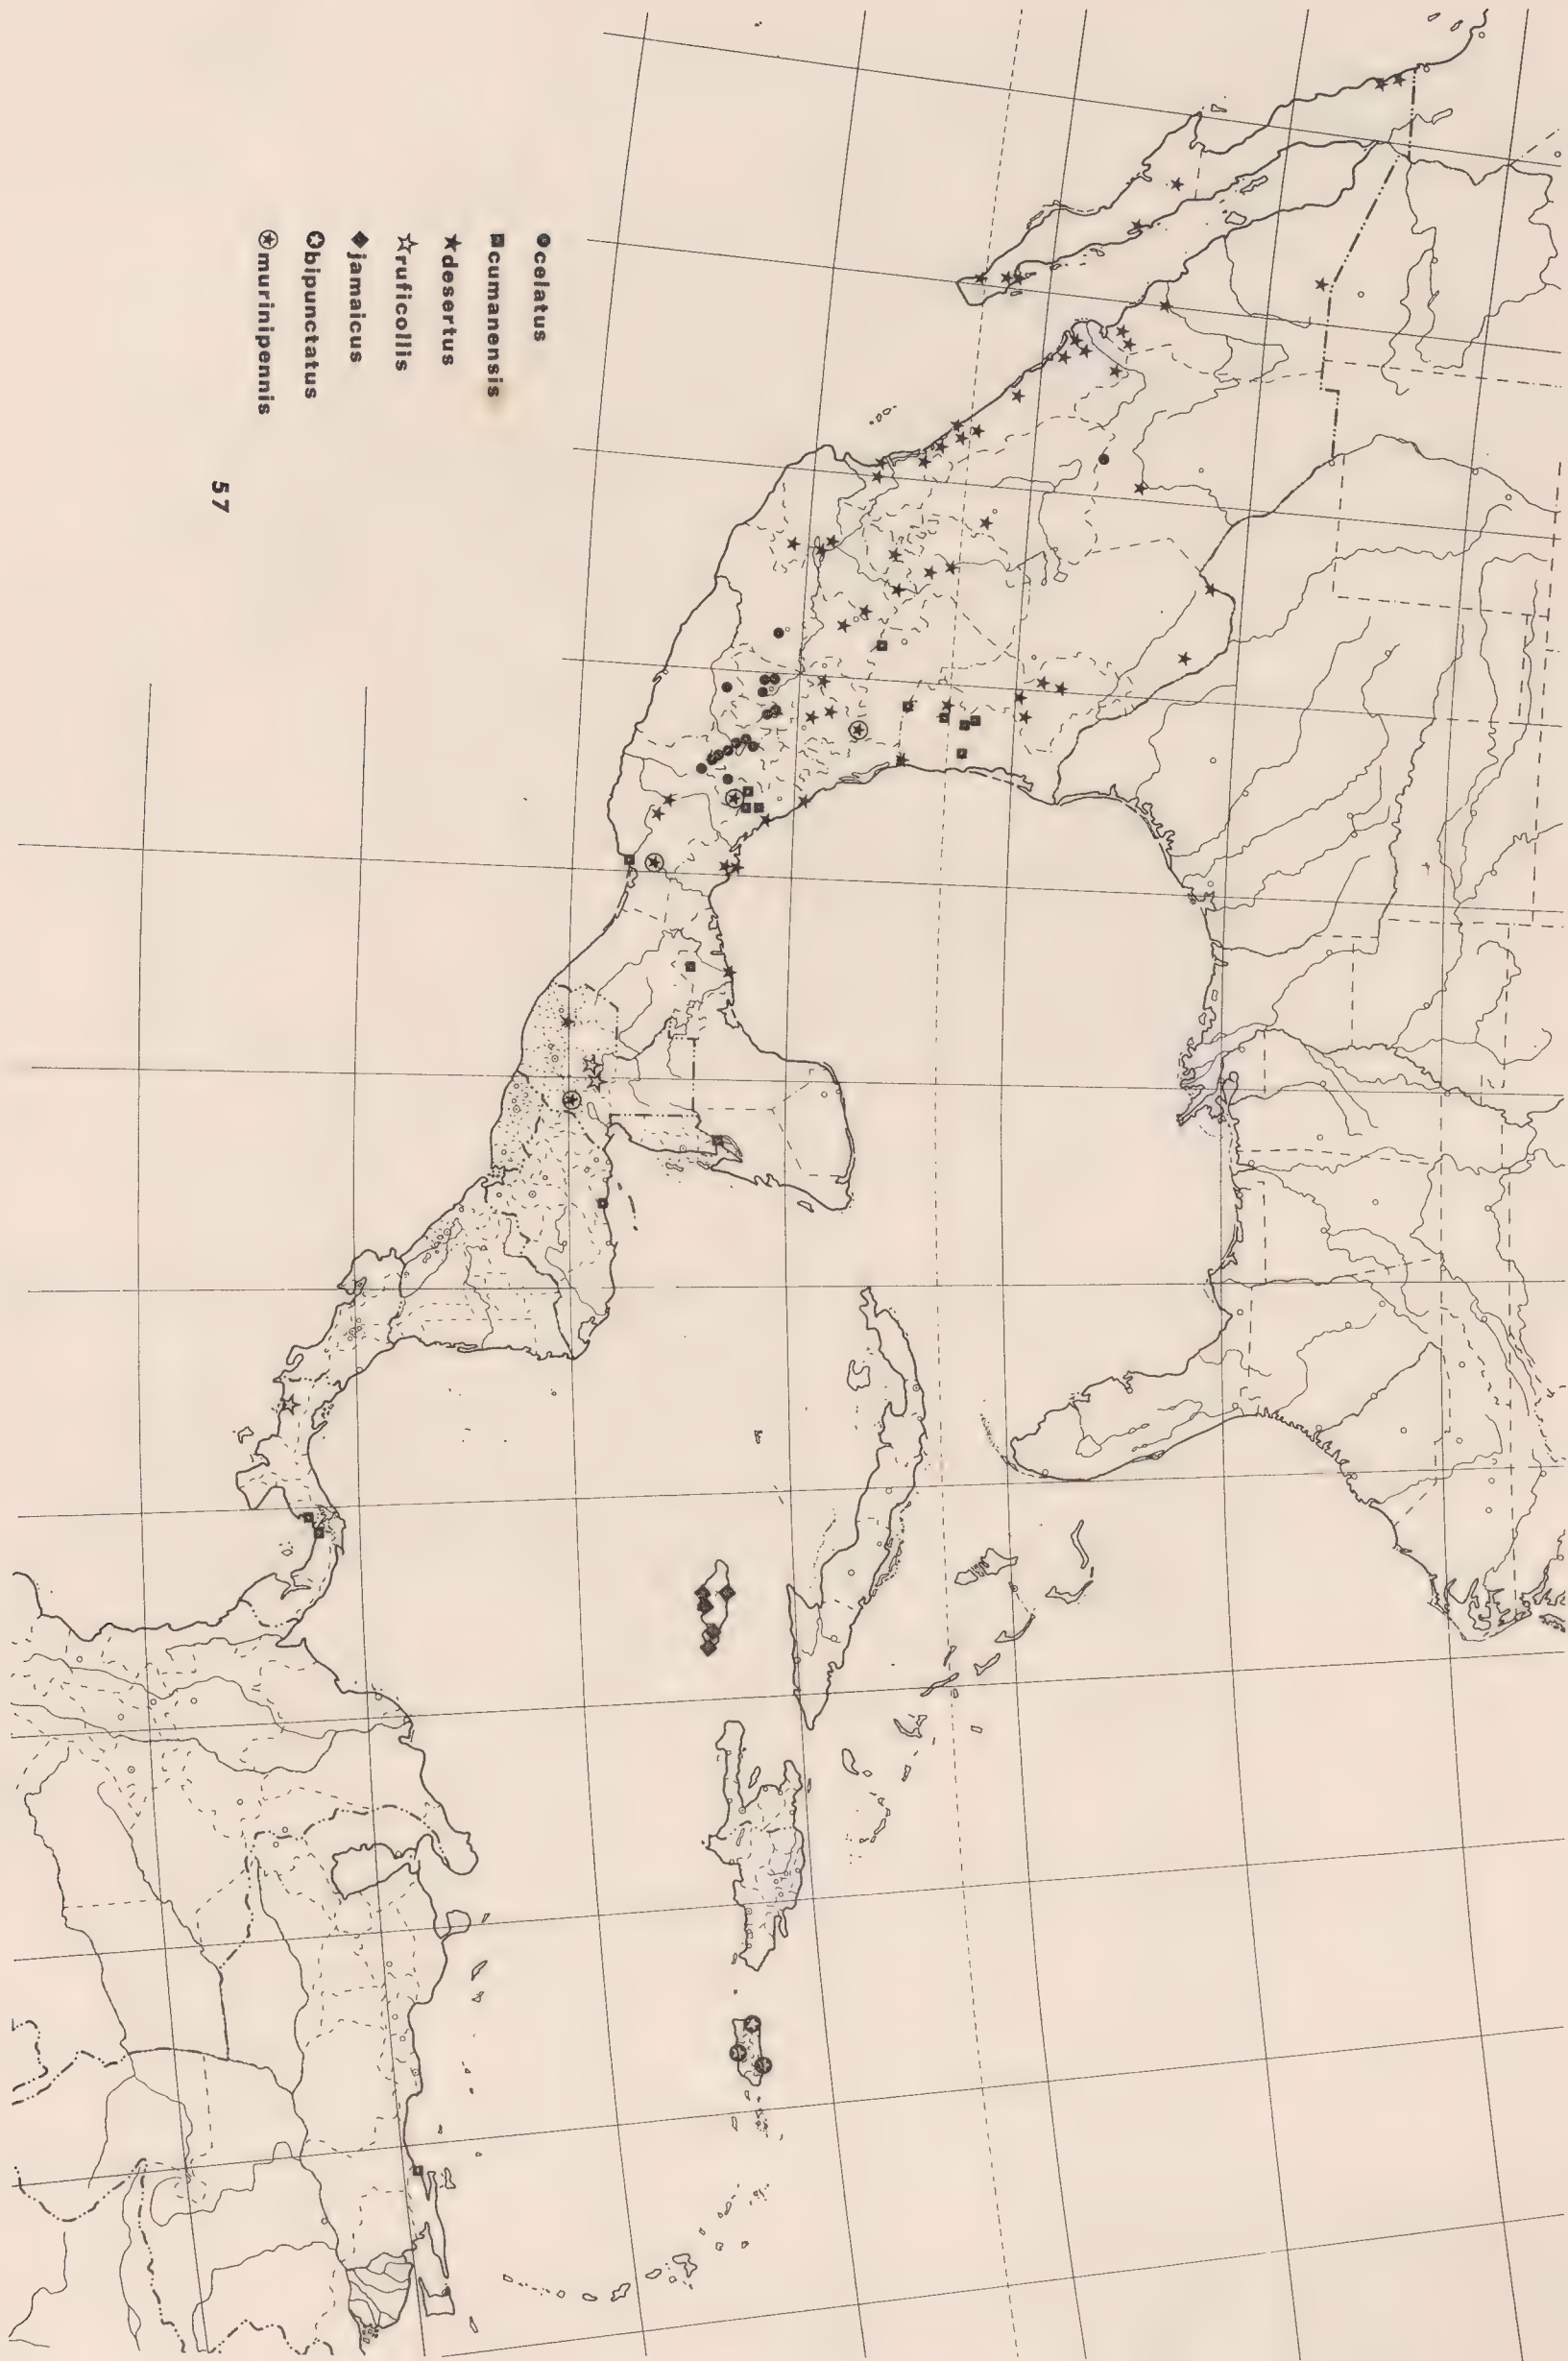 ●celatus
■cumanensis
★desertus
☆ruficollis
◆jamaicus
✪bipunctatus
⍟murinipennis
57